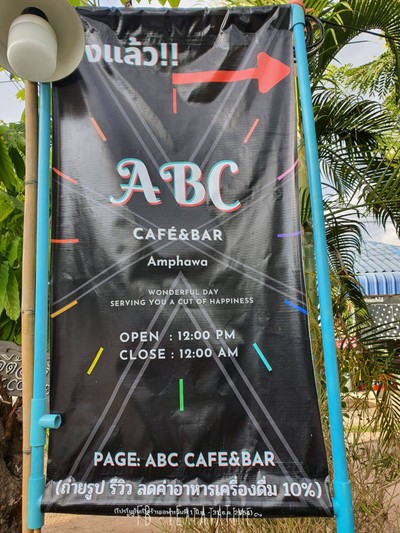 งแล้ว!!
ABC
CAFÉ&BAR
Amphawa
WONDERFUL DAY
SERVING YOU A CUT OF HAPPINESS
OPEN : 12:00 PM
CLOSE : 12:00 AM
PAGE: ABC CAFE&BAR
(ถ่ายรูป รีวิว ลดค่าอาหารเครื่องดื่ม 10%)